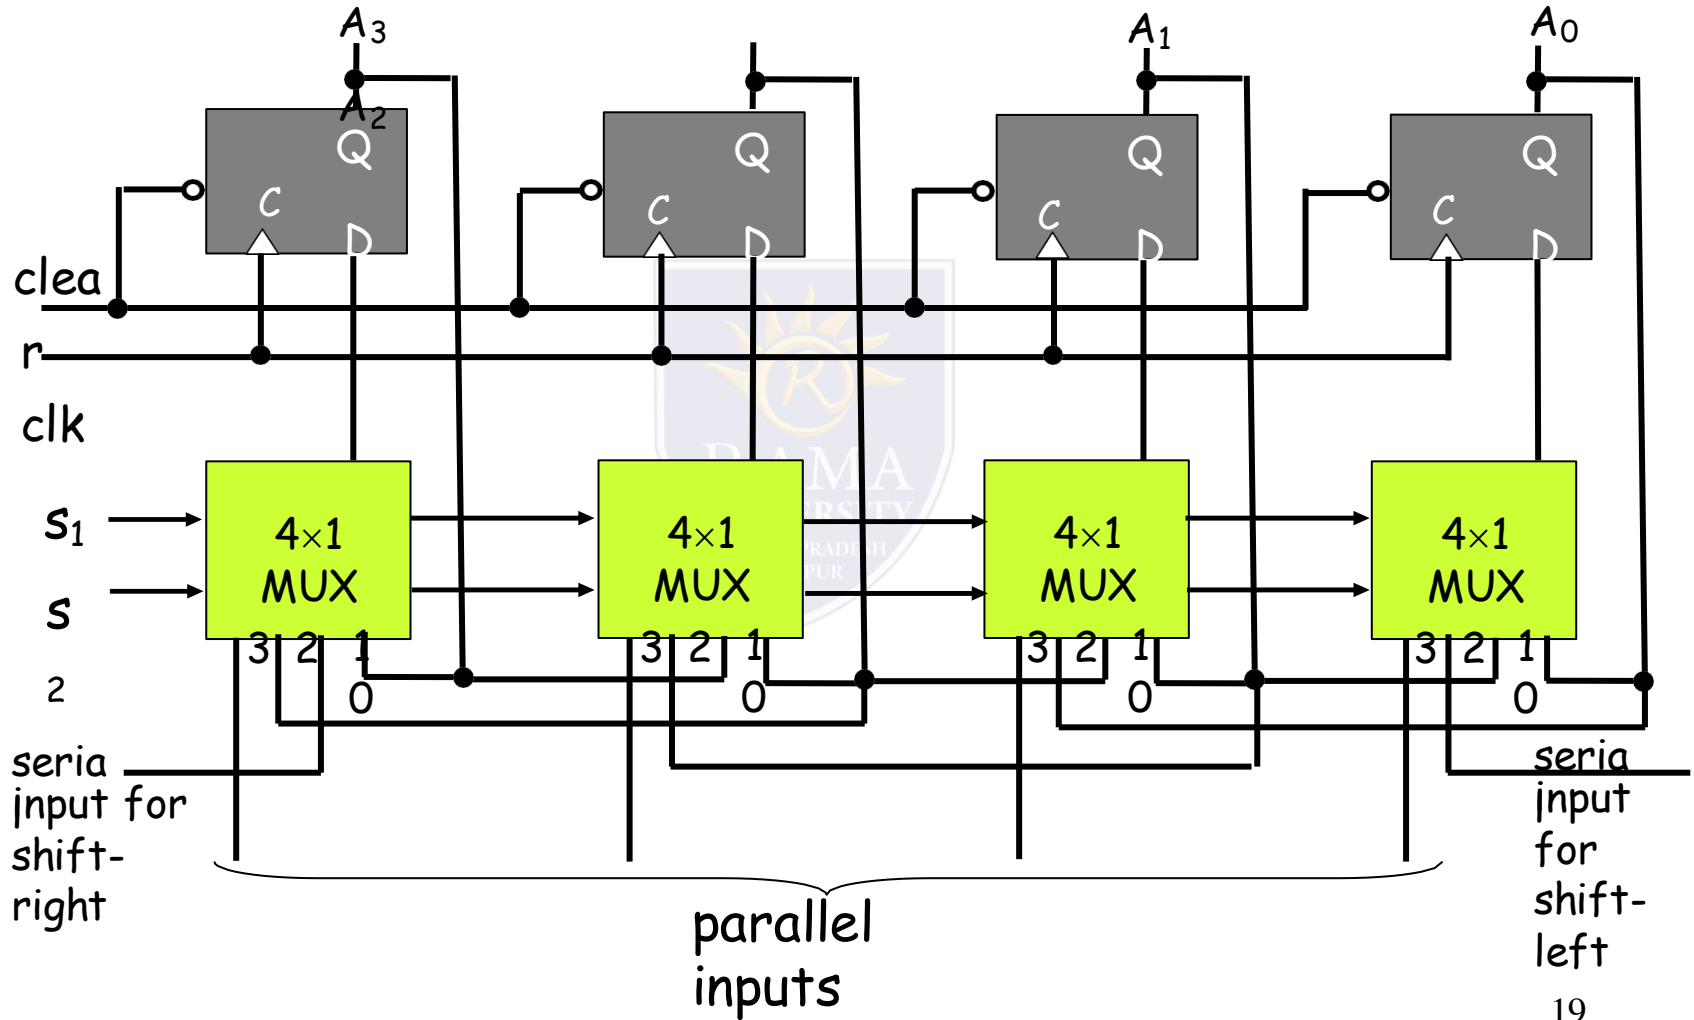 A3
A1
A0
A2
Q
Q
Q
Q
C
C
C
C
D
D
D
D
clea
r
clk
s1
4×1
MUX
4×1
MUX
4×1
MUX
4×1
MUX
s
2
3 2 1
0
3 2 1
0
3 2 1
0
3 2 1
0
seria
input for
shift-
right
parallel
inputs
seria
input
for
shift-
left
19